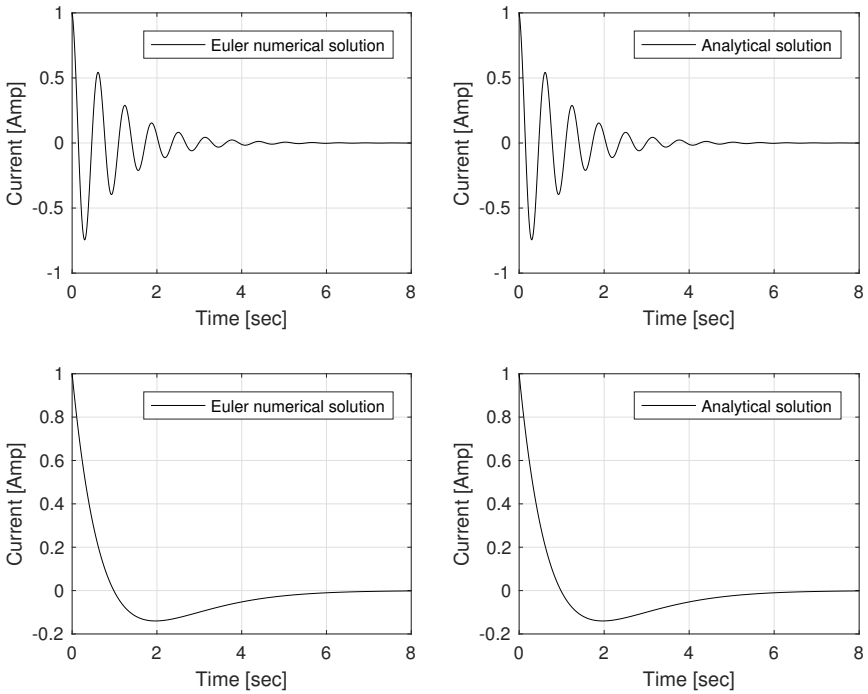 1
0.5
0
-0.5
-1
Current [Amp]
Euler numerical solution
0 2 4 6 8
Time [sec]
1
0.5
0
-0.5
-1
Current [Amp]
Analytical solution
0 2 4 6 8
Time [sec]
1
0.8
0.6
0.4
0.2
0
-0.2
Current [Amp]
Euler numerical solution
0 2 4 6 8
Time [sec]
1
0.8
0.6
0.4
0.2
0
-0.2
Current [Amp]
Analytical solution
0 2 4 6 8
Time [sec]